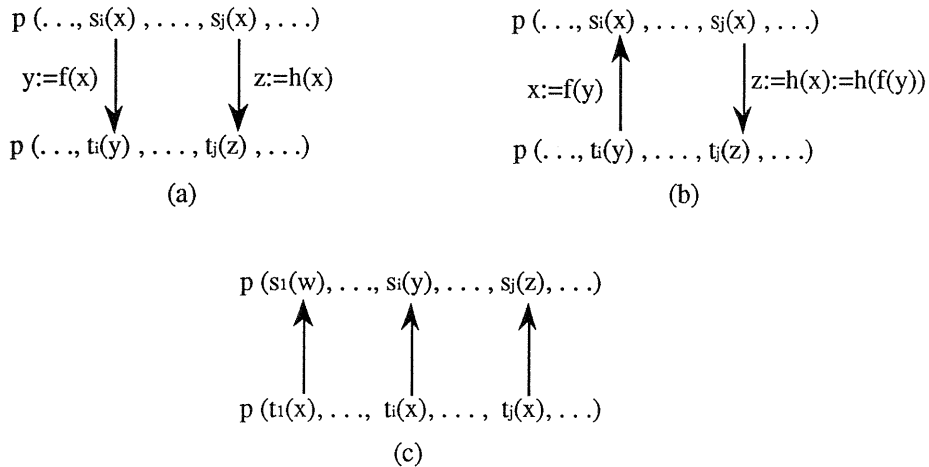 p (. . ., si(x) , . . . , sj(x) , . . .)
p (. . ., si(x) , . . . , sj(x) , . . .)
y:=f(x)
z:=h(x)
x:=f(y)
z:=h(x):=h(f(y))
p (. . ., ti(y) , . . . , tj(z) , . . .)
p (. . ., ti(y) , . . . , tj(z) , . . .)
(a)
(b)
p (s1(w), . . ., si(y), . . . , sj(z), . . .)
p (t1(x), . . ., ti(x), . . . , tj(x), . . .)
(c)